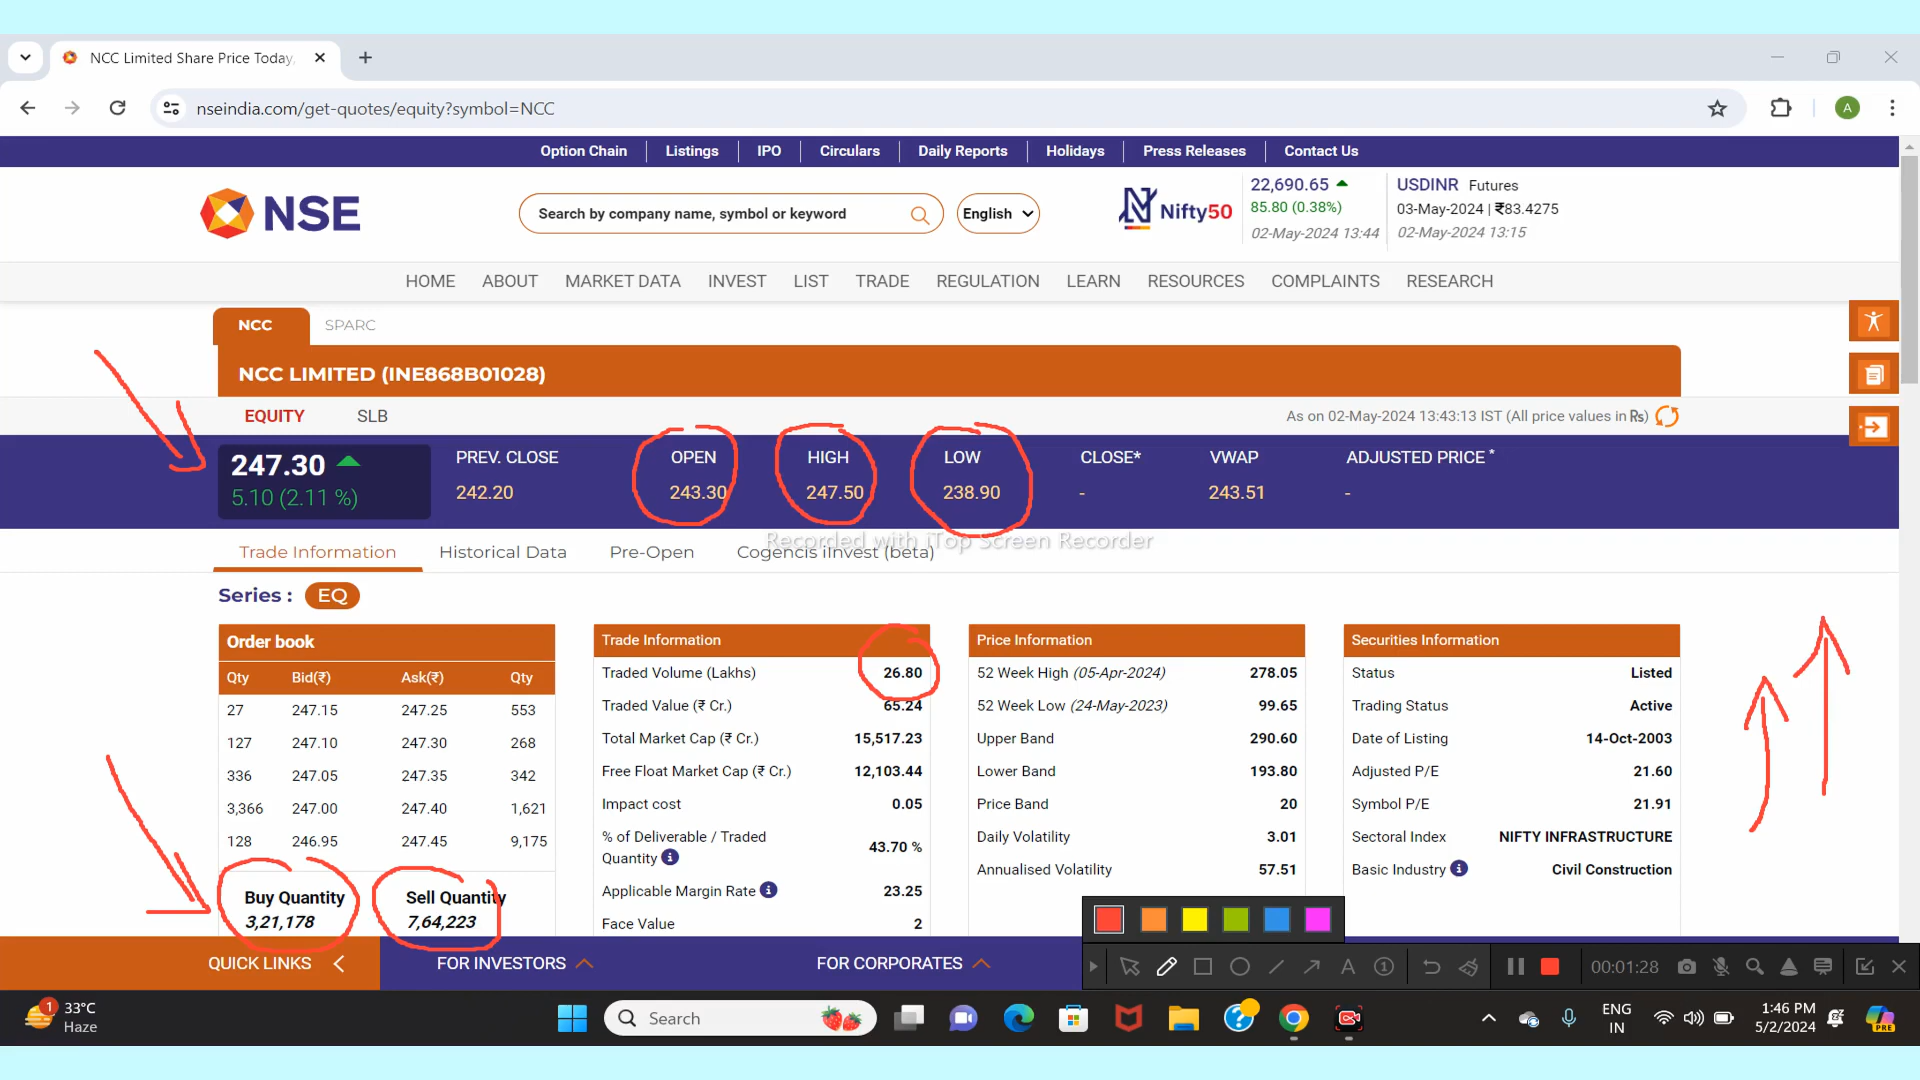 NCC Limited Share Price Today,
nseindia.com/get-quotes/equity?symbol=NCC
A
Option Chain Listings IPO Circulars Daily Reports Holidays Press Releases Contact Us
NSE
Search by company name, symbol or keyword
English
Nifty50
22,690.65
85.80 (0.38%)
02-May-2024 13:44
USDINR Futures
03-May-2024 | ₹83.4275
02-May-2024 13:15
HOME ABOUT MARKET DATA INVEST LIST TRADE REGULATION LEARN RESOURCES COMPLAINTS RESEARCH
NCC SPARC
NCC LIMITED (INE868B01028)
EQUITY SLB
As on 02-May-2024 13:43:13 IST (All price values in ₨)
247.30
5.10 (2.11 %)
PREV. CLOSE OPEN HIGH LOW CLOSE* VWAP ADJUSTED PRICE *
242.20 243.30 247.50 238.90 - 243.51 -
Recorded with iTop Screen Recorder
Trade Information Historical Data Pre-Open Cogencis iInvest (beta)
Series : EQ
Order book
Qty Bid(₹) Ask(₹) Qty
27 247.15 247.25 553
127 247.10 247.30 268
336 247.05 247.35 342
3,366 247.00 247.40 1,621
128 246.95 247.45 9,175
Buy Quantity Sell Quantity
3,21,178 7,64,223
Trade Information
Traded Volume (Lakhs) 26.80
Traded Value (₹ Cr.) 65.24
Total Market Cap (₹ Cr.) 15,517.23
Free Float Market Cap (₹ Cr.) 12,103.44
Impact cost 0.05
% of Deliverable / Traded
Quantity 43.70 %
Applicable Margin Rate 23.25
Face Value 2
Price Information
52 Week High (05-Apr-2024) 278.05
52 Week Low (24-May-2023) 99.65
Upper Band 290.60
Lower Band 193.80
Price Band 20
Daily Volatility 3.01
Annualised Volatility 57.51
Securities Information
Status Listed
Trading Status Active
Date of Listing 14-Oct-2003
Adjusted P/E 21.60
Symbol P/E 21.91
Sectoral Index NIFTY INFRASTRUCTURE
Basic Industry Civil Construction
QUICK LINKS FOR INVESTORS FOR CORPORATES
A 1 00:01:28
1 33°C
Haze
Search
ENG
IN
1:46 PM
5/2/2024
PRE